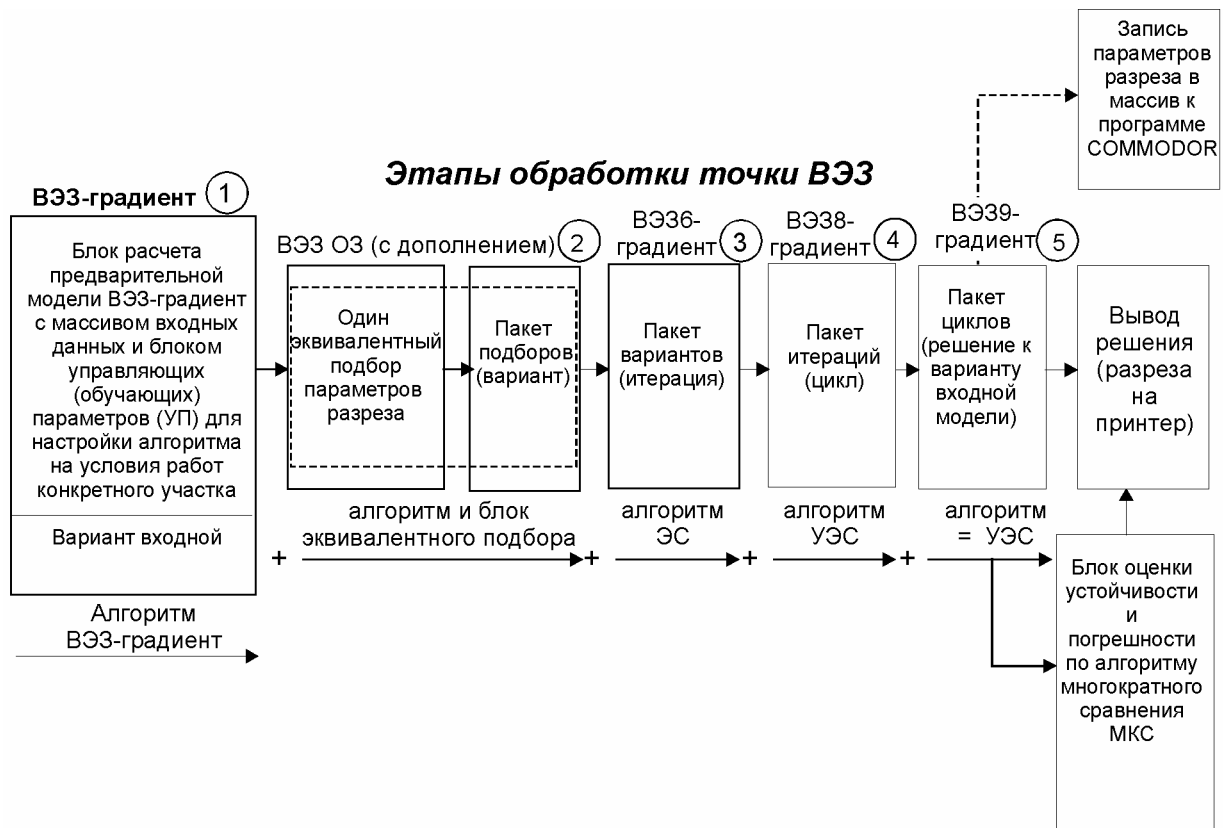 Запись
параметров
разреза в
массив к
программе
COMMODOR
Этапы обработки точки ВЭЗ
ВЭЗ-градиент 1
Блок расчета
предварительной
модели ВЭЗ-градиент
с массивом входных
данных и блоком
управляющих
(обучающих)
параметров (УП) для
настройки алгоритма
на условия работ
конкретного участка
Вариант входной
Алгоритм
ВЭЗ-градиент
ВЭЗ ОЗ (с дополнением) 2
Один
эквивалентный
подбор
параметров
разреза
Пакет
подборов
(вариант)
+ алгоритм и блок
эквивалентного подбора
ВЭЗ6-
градиент 3
Пакет
вариантов
(итерация)
+ алгоритм
ЭС
ВЭЗ8-
градиент 4
Пакет
итераций
(цикл)
+ алгоритм
УЭС
ВЭЗ9-
градиент 5
Пакет
циклов
(решение к
варианту
входной
модели)
+ алгоритм
= УЭС
Вывод
решения
(разреза
на
принтер)
Блок оценки
устойчивости
и
погрешности
по алгоритму
многократного
сравнения
МКС